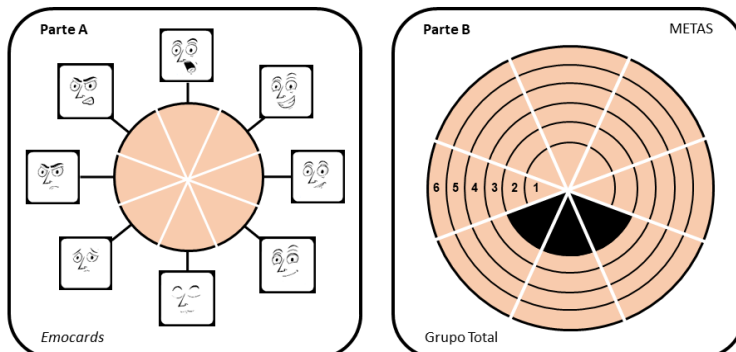 Parte A
Emocards
Parte B
METAS
6 5 4 3 2 1
Grupo Total